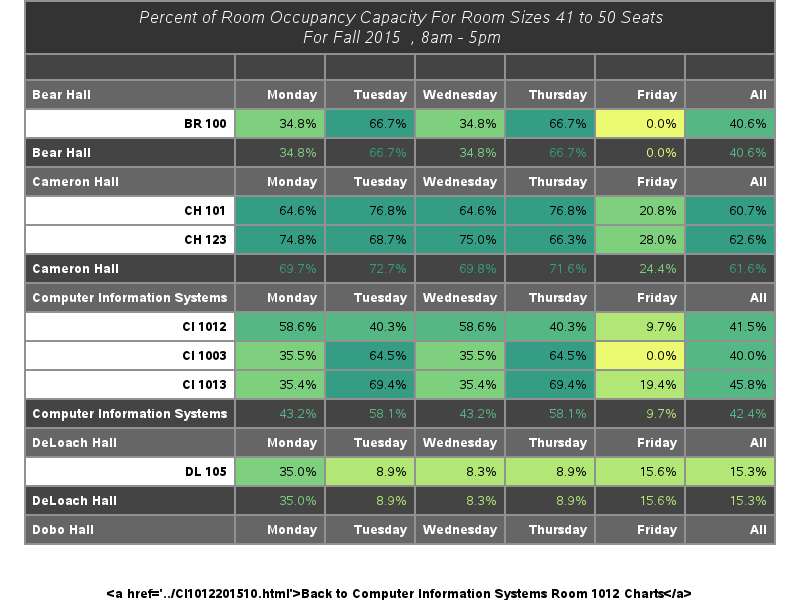 Percent of Room Occupancy Capacity For Room Sizes 41 to 50 Seats
For Fall 2015 , 8am - 5pm
Bear Hall Monday Tuesday Wednesday Thursday Friday All
BR 100 34.8% 66.7% 34.8% 66.7% 0.0% 40.6%
Bear Hall 34.8% 66.7% 34.8% 66.7% 0.0% 40.6%
Cameron Hall Monday Tuesday Wednesday Thursday Friday All
CH 101 64.6% 76.8% 64.6% 76.8% 20.8% 60.7%
CH 123 74.8% 68.7% 75.0% 66.3% 28.0% 62.6%
Cameron Hall 69.7% 72.7% 69.8% 71.6% 24.4% 61.6%
Computer Information Systems Monday Tuesday Wednesday Thursday Friday All
CI 1012 58.6% 40.3% 58.6% 40.3% 9.7% 41.5%
CI 1003 35.5% 64.5% 35.5% 64.5% 0.0% 40.0%
CI 1013 35.4% 69.4% 35.4% 69.4% 19.4% 45.8%
Computer Information Systems 43.2% 58.1% 43.2% 58.1% 9.7% 42.4%
DeLoach Hall Monday Tuesday Wednesday Thursday Friday All
DL 105 35.0% 8.9% 8.3% 8.9% 15.6% 15.3%
DeLoach Hall 35.0% 8.9% 8.3% 8.9% 15.6% 15.3%
Dobo Hall Monday Tuesday Wednesday Thursday Friday All
<a href='../CI1012201510.html'>Back to Computer Information Systems Room 1012 Charts</a>